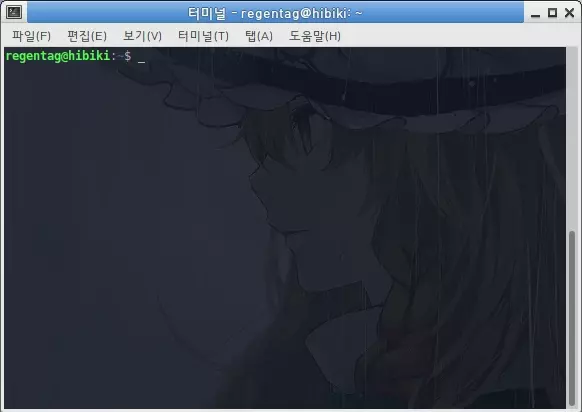 터미널 - regentag@hibiki: ~
파일(F) 편집(E) 보기(V) 터미널(T) 탭(A) 도움말(H)
regentag@hibiki:~$ _